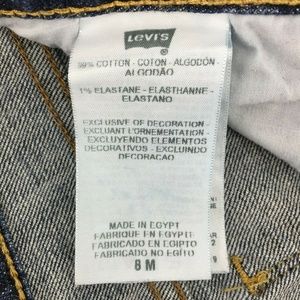 Levi's
99% COTTON - COTON - ALGODÓN -
ALGODÃO
1% ELASTANE - ELASTHANNE -
ELASTANO
EXCLUSIVE OF DECORATION -
EXCLUANT L'ORNEMENTATION -
EXCLUYENDO ELEMENTOS
DECORATIVOS - EXCLUINDO
DECORACAO
MADE IN EGYPT
FABRIQUE EN EGYPTE
FABRICADO EN EGIPTO
FABRICADO NO EGITO
8 M